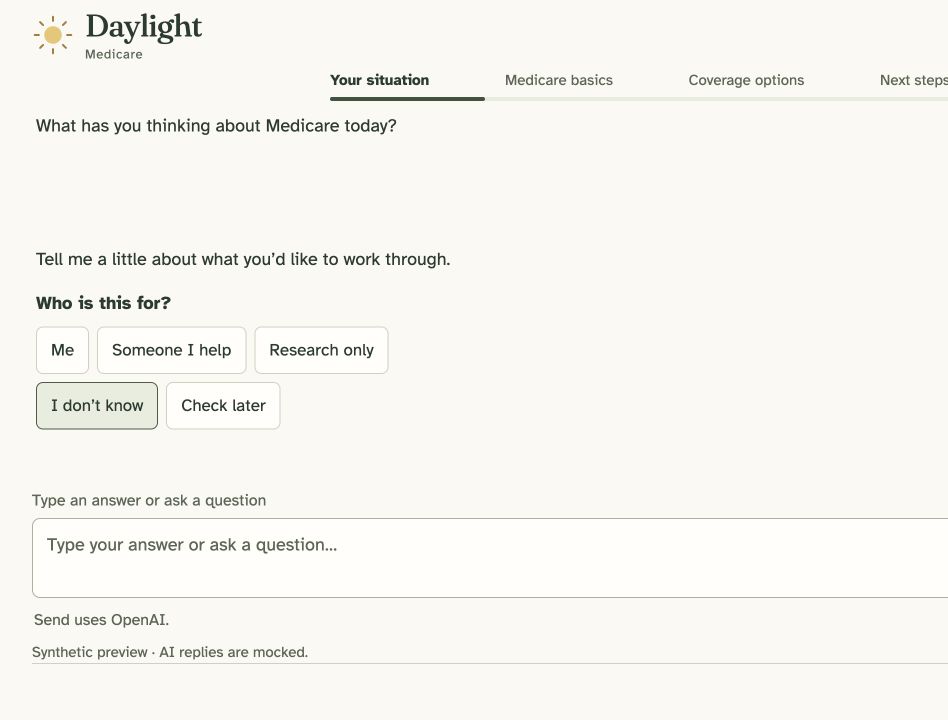 Daylight
Medicare
Your situation
Medicare basics
Coverage options
Next steps
What has you thinking about Medicare today?
Tell me a little about what you’d like to work through.
Who is this for?
Me
Someone I help
Research only
I don’t know
Check later
Type an answer or ask a question
Type your answer or ask a question...
Send uses OpenAI.
Synthetic preview · AI replies are mocked.